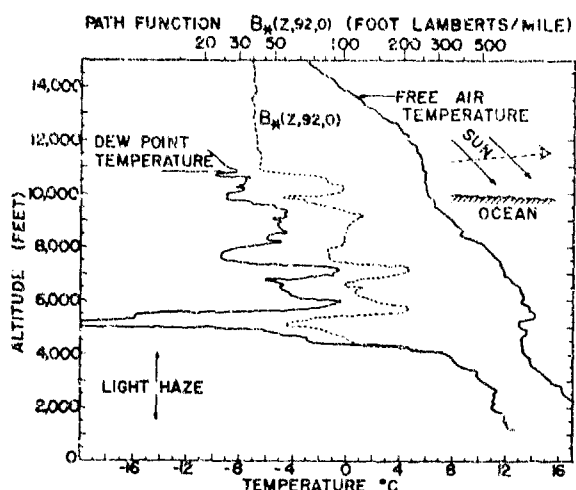 PATH FUNCTION B*(Z,92,0) (FOOT LAMBERTS/MILE)
20 30 40 50 100 200 300 500
14,000
12,000
10,000
8,000
6,000
4,000
2,000
0
ALTITUDE (FEET)
B*(Z,92,0)
FREE AIR
TEMPERATURE
DEW POINT
TEMPERATURE
SUN
OCEAN
LIGHT HAZE
-16 -12 -8 -4 0 4 8 12 16
TEMPERATURE °C